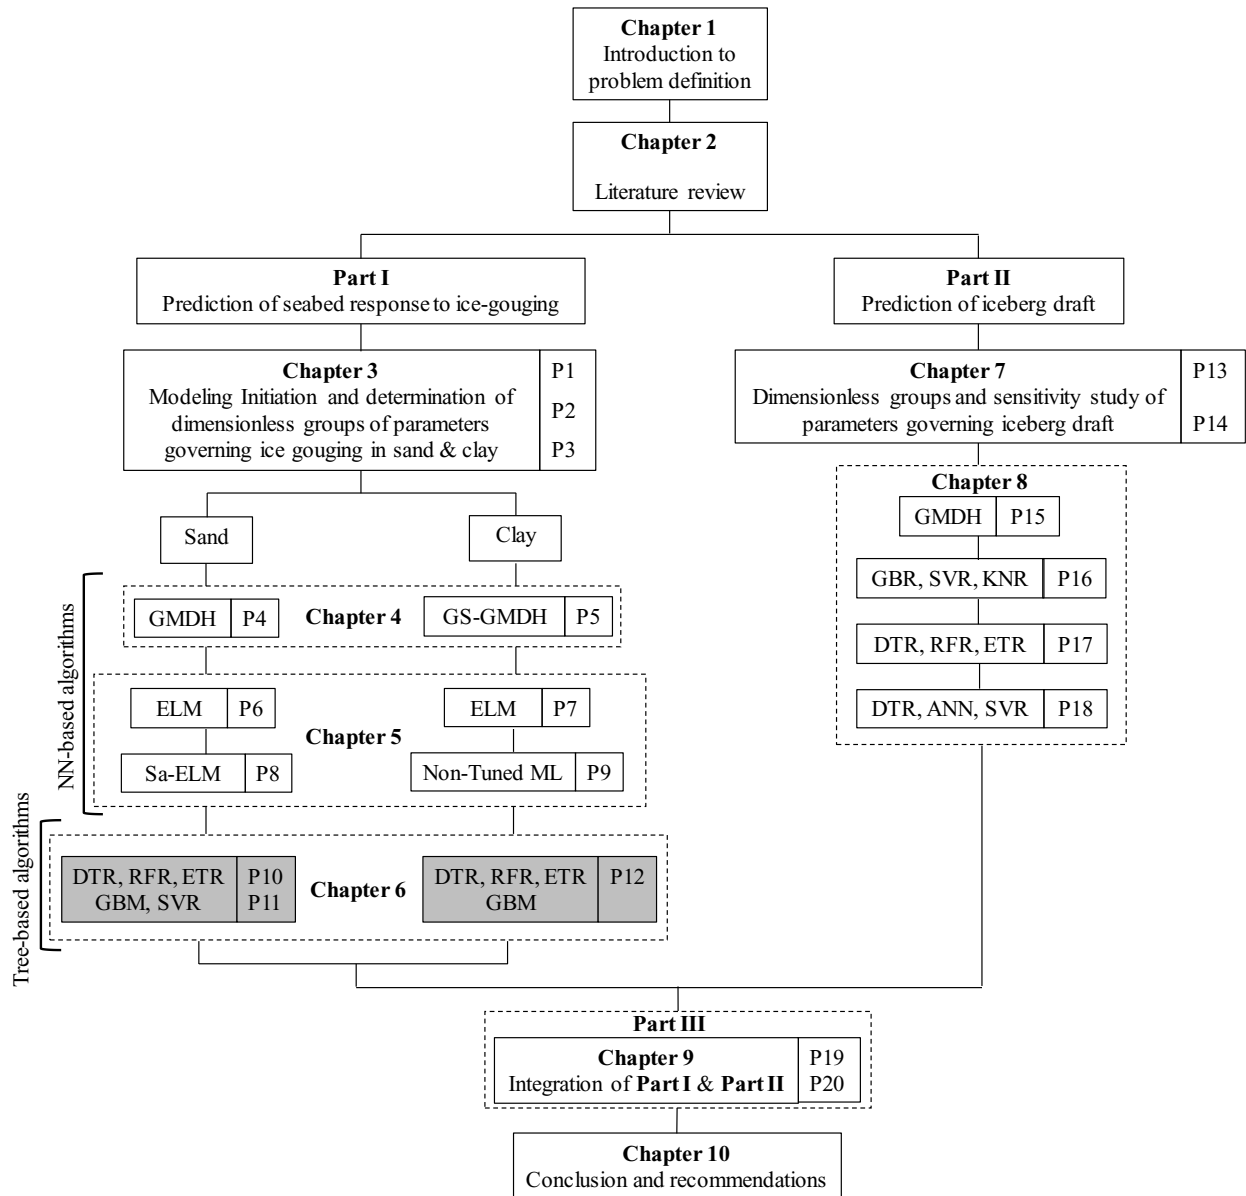 Chapter 1
Introduction to
problem definition
Chapter 2
Literature review
Part I
Prediction of seabed response to ice-gouging
Part II
Prediction of iceberg draft
Chapter 3
Modeling Initiation and determination of
dimensionless groups of parameters
governing ice gouging in sand & clay
P1
P2
P3
Chapter 7
Dimensionless groups and sensitivity study of
parameters governing iceberg draft
P13
P14
Sand
Clay
NN-based algorithms
GMDH P4
Chapter 4
GS-GMDH P5
ELM P6
ELM P7
Chapter 5
Sa-ELM P8
Non-Tuned ML P9
Tree-based algorithms
DTR, RFR, ETR P10
GBM, SVR P11
Chapter 6
DTR, RFR, ETR P12
GBM
Chapter 8
GMDH P15
GBR, SVR, KNR P16
DTR, RFR, ETR P17
DTR, ANN, SVR P18
Part III
Chapter 9
Integration of Part I & Part II
P19
P20
Chapter 10
Conclusion and recommendations